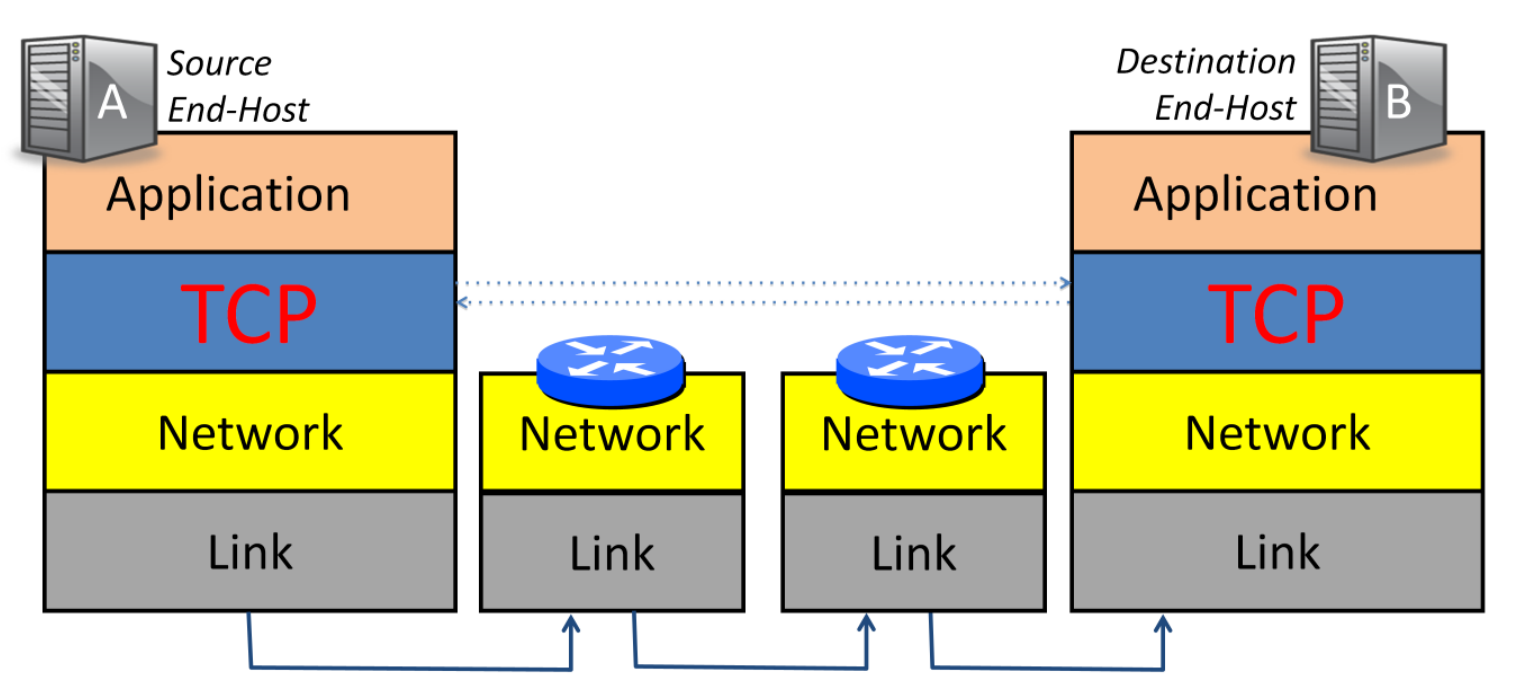 A
Source
End-Host
Destination
End-Host
B
Application
Application
TCP
TCP
Network
Network
Network
Network
Link
Link
Link
Link